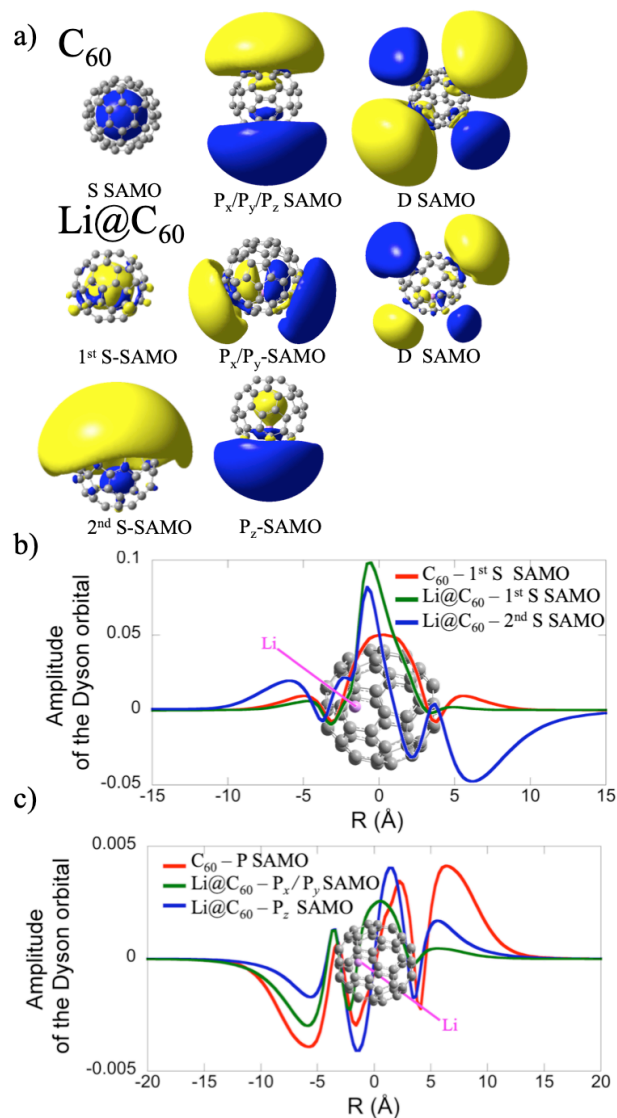 a)
C60
S SAMO
Px/Py/Pz SAMO
D SAMO
Li@C60
1st S-SAMO
Px/Py-SAMO
D SAMO
2nd S-SAMO
Pz-SAMO
b)
0.1
0.05
0
-0.05
Amplitude
of the Dyson orbital
C60 – 1st S SAMO
Li@C60 – 1st S SAMO
Li@C60 – 2nd S SAMO
Li
-15 -10 -5 0 5 10 15
R (Å)
c)
0.005
0
-0.005
Amplitude
of the Dyson orbital
C60 – P SAMO
Li@C60 – Px/Py SAMO
Li@C60 – Pz SAMO
Li
-20 -15 -10 -5 0 5 10 15 20
R (Å)